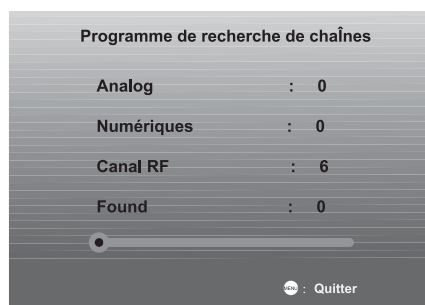 Programme de recherche de chaÎnes
Analog : 0
Numériques : 0
Canal RF : 6
Found : 0
MENU : Quitter